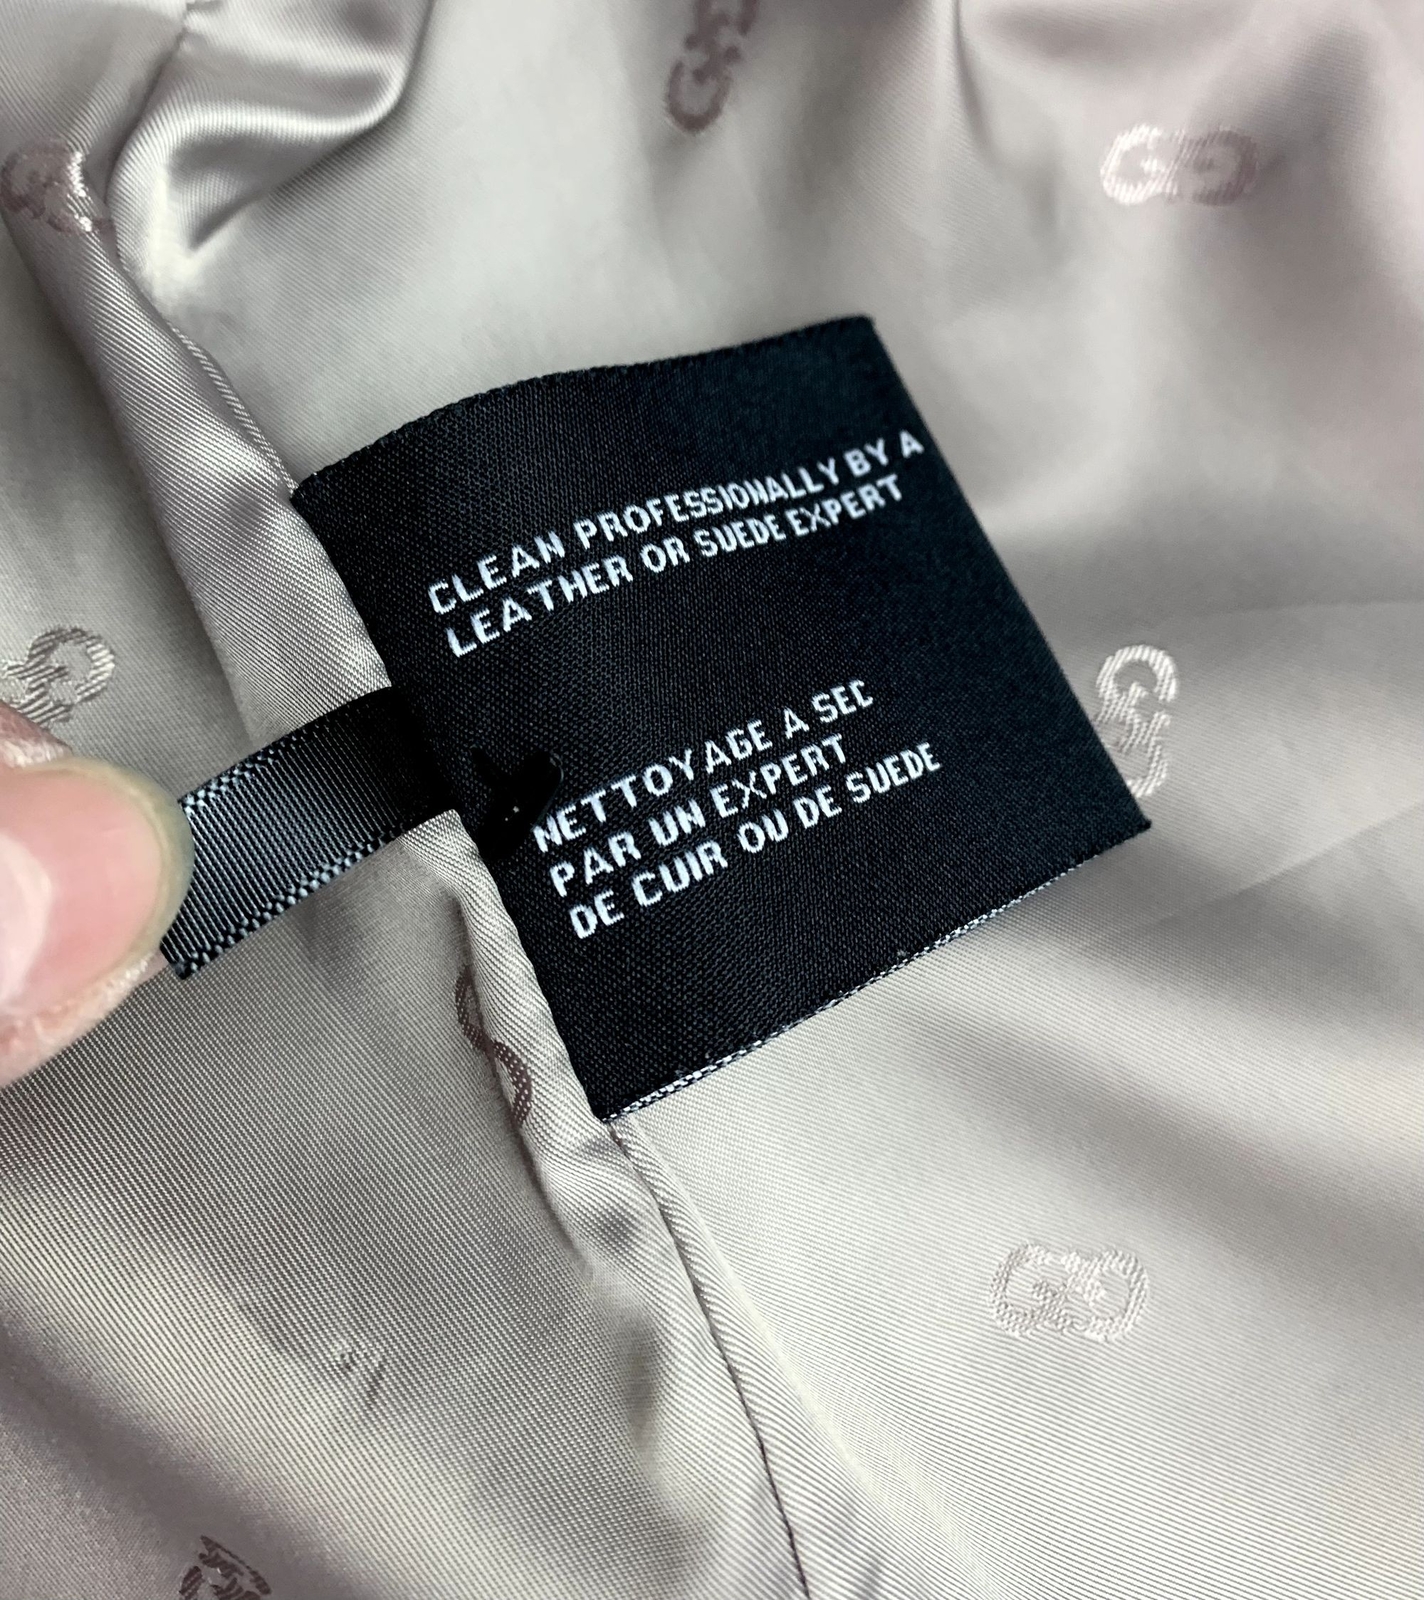 CLEAN PROFESSIONALLY BY A
LEATHER OR SUEDE EXPERT
NETTOYAGE A SEC
PAR UN EXPERT
DE CUIR OU DE SUEDE